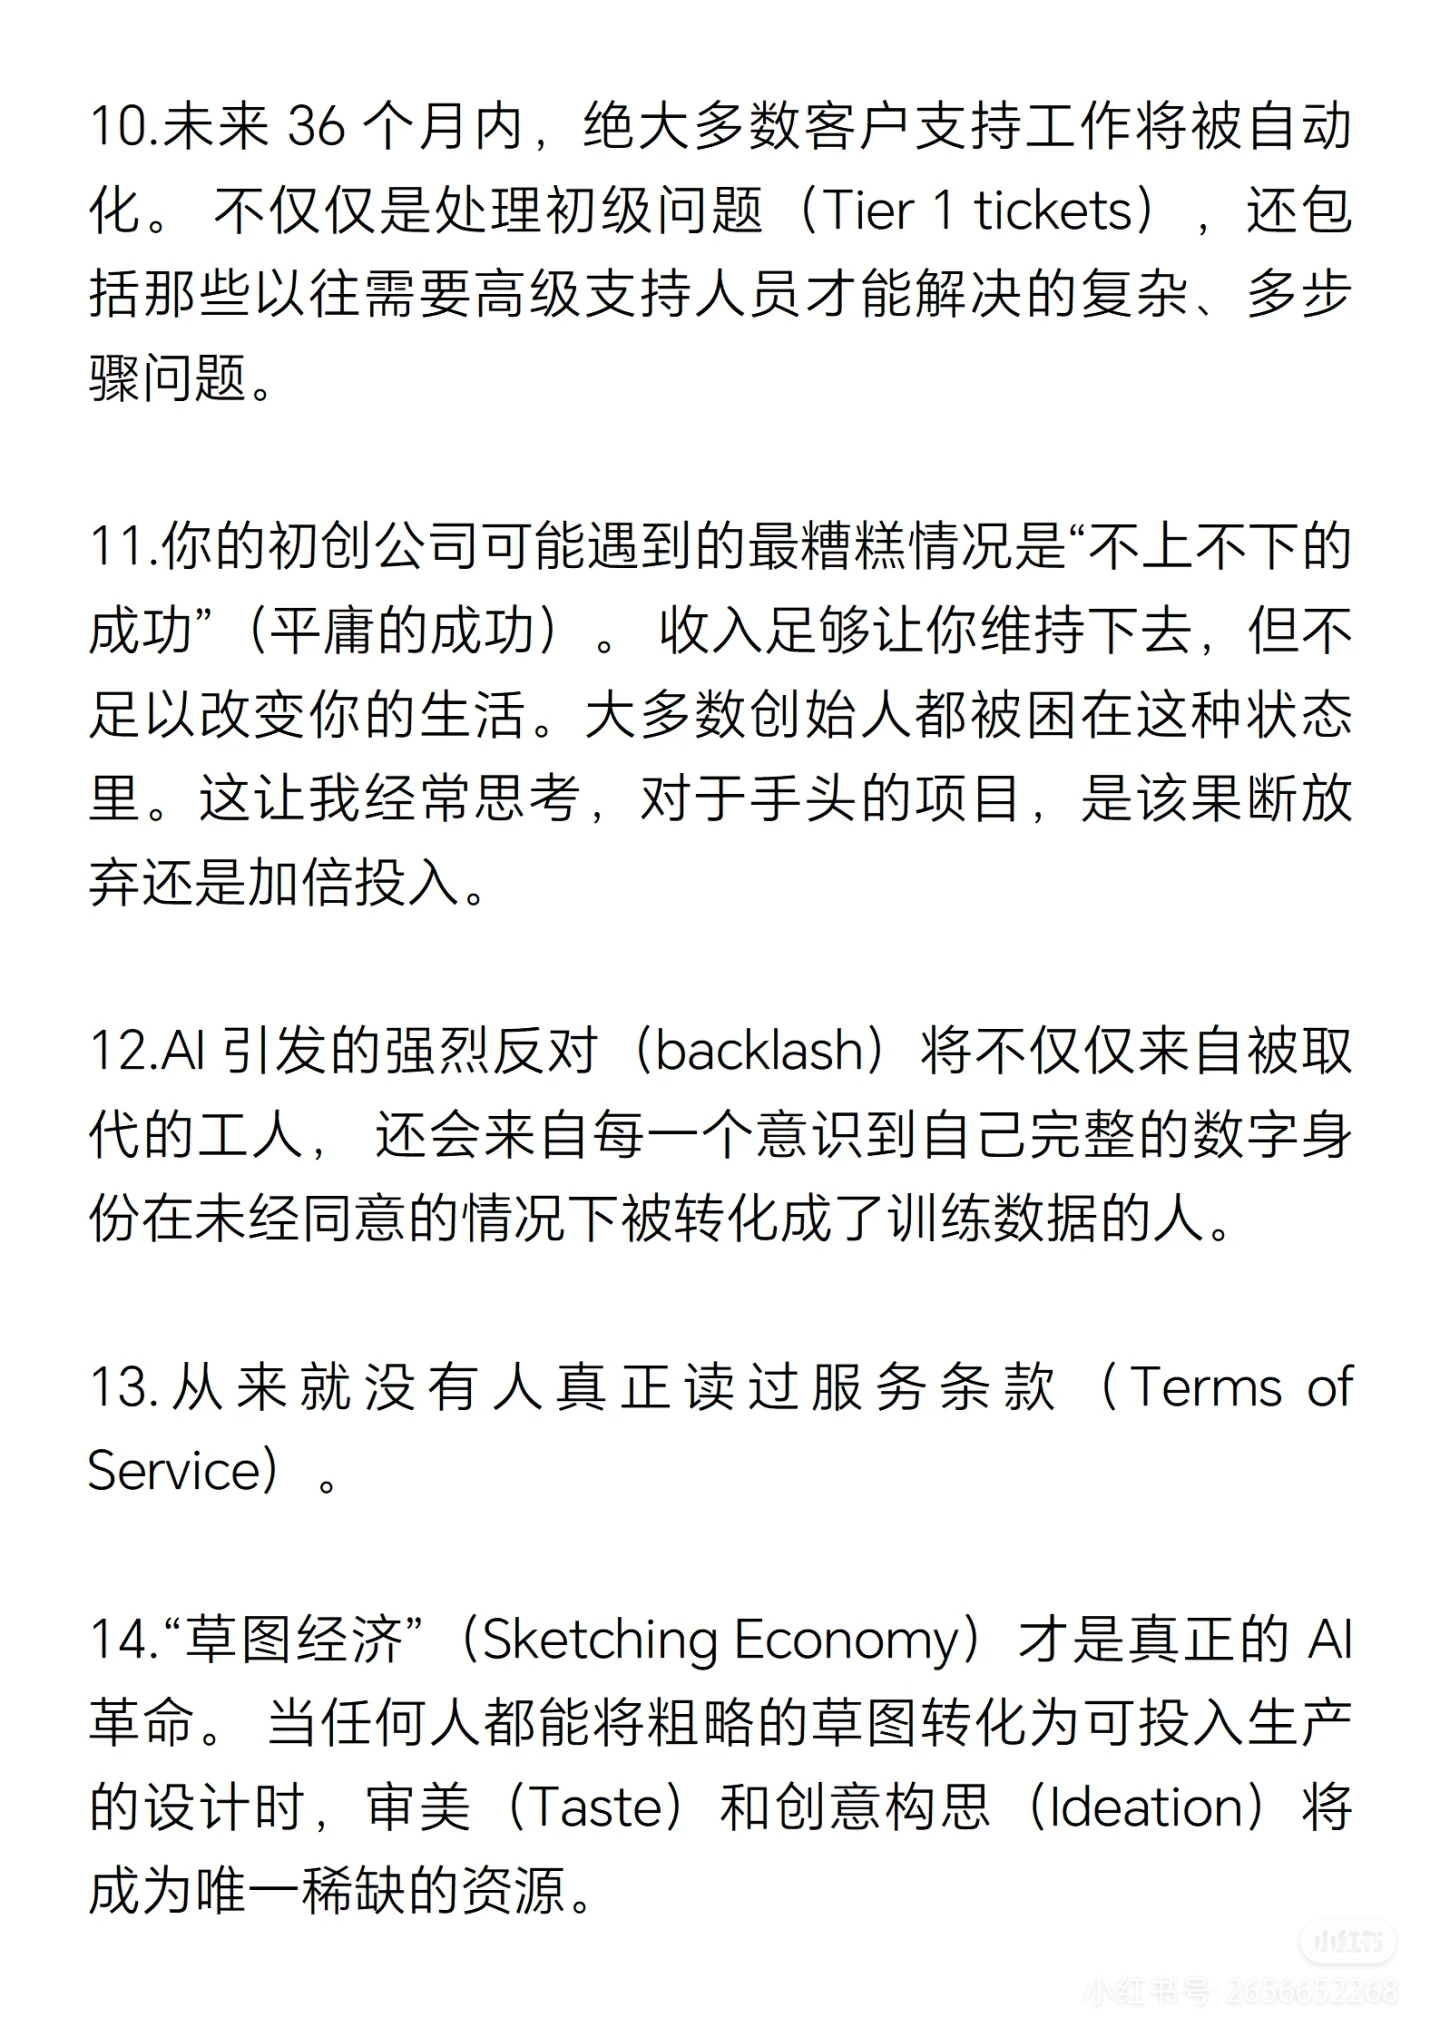 10.未来 36 个月内，绝大多数客户支持工作将被自动
化。 不仅仅是处理初级问题（Tier 1 tickets），还包
括那些以往需要高级支持人员才能解决的复杂、多步
骤问题。
11.你的初创公司可能遇到的最糟糕情况是“不上不下的
成功”（平庸的成功）。 收入足够让你维持下去，但不
足以改变你的生活。大多数创始人都被困在这种状态
里。这让我经常思考，对于手头的项目，是该果断放
弃还是加倍投入。
12.AI 引发的强烈反对（backlash）将不仅仅来自被取
代的工人， 还会来自每一个意识到自己完整的数字身
份在未经同意的情况下被转化成了训练数据的人。
13.从来就没有人真正读过服务条款（Terms of
Service）。
14.“草图经济”（Sketching Economy）才是真正的 AI
革命。 当任何人都能将粗略的草图转化为可投入生产
的设计时，审美（Taste）和创意构思（Ideation）将
成为唯一稀缺的资源。
小红书
小红书号: 2656652268